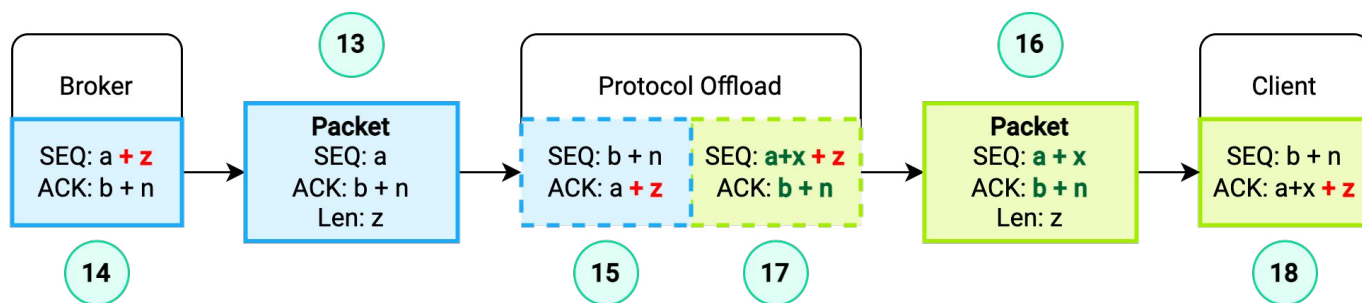 13
16
Broker
Protocol Offload
Client
SEQ: a + z
ACK: b + n
Packet
SEQ: a
ACK: b + n
Len: z
SEQ: b + n
ACK: a + z
SEQ: a+x + z
ACK: b + n
Packet
SEQ: a + x
ACK: b + n
Len: z
SEQ: b + n
ACK: a+x + z
14
15
17
18